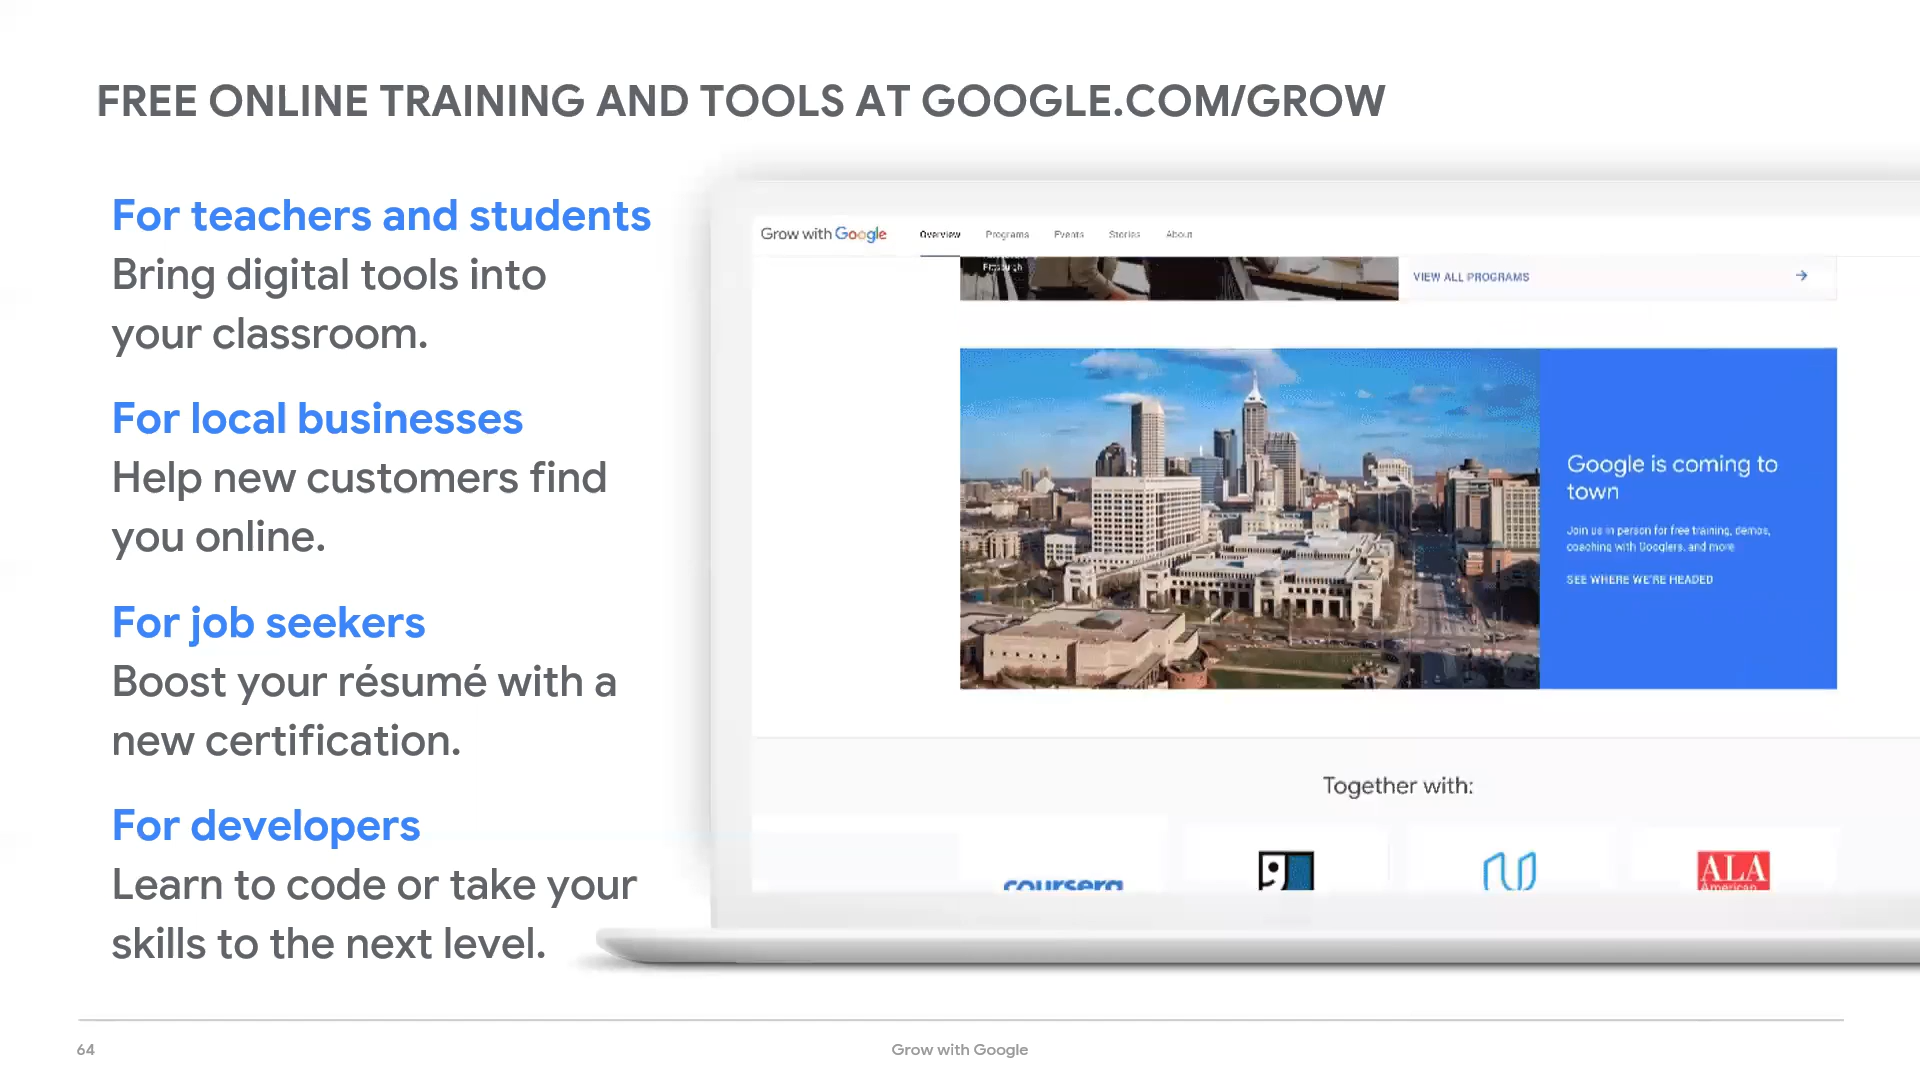 FREE ONLINE TRAINING AND TOOLS AT GOOGLE.COM/GROW
For teachers and students
Bring digital tools into
your classroom.
For local businesses
Help new customers find
you online.
For job seekers
Boost your résumé with a
new certification.
For developers
Learn to code or take your
skills to the next level.
Grow with Google
Overview
Programs
Events
Stories
About
Pittsburgh
VIEW ALL PROGRAMS
Google is coming to
town
Join us in person for free training, demos,
coaching with Googlers, and more
SEE WHERE WE'RE HEADED
Together with:
coursera
ALA
American
64
Grow with Google